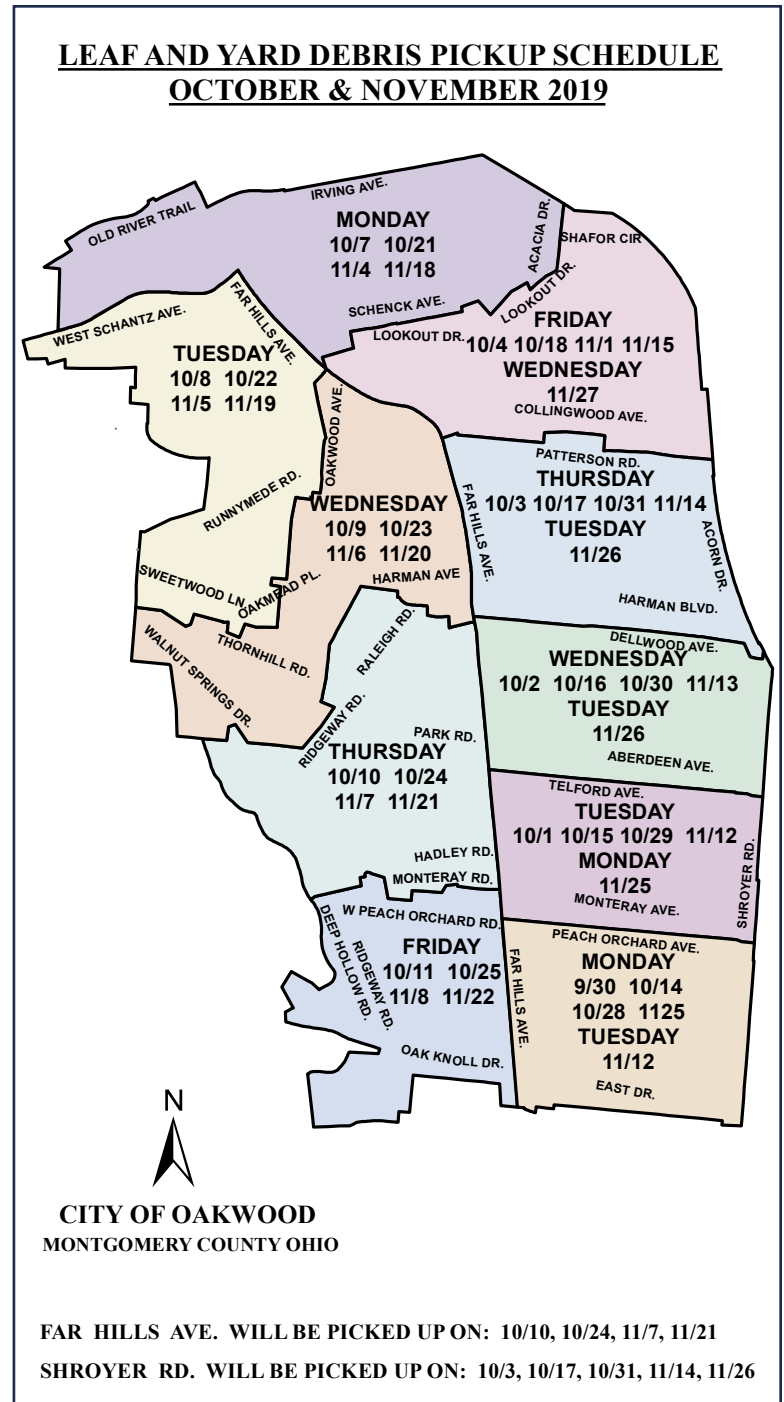 LEAF AND YARD DEBRIS PICKUP SCHEDULE
OCTOBER & NOVEMBER 2019
OLD RIVER TRAIL
IRVING AVE.
MONDAY
10/7 10/21
11/4 11/18
ACACIA DR.
SCHENCK AVE.
SHAFOR CIR
LOOKOUT DR.
LOOKOUT DR.
FRIDAY
10/4 10/18 11/1 11/15
WEDNESDAY
11/27
COLLINGWOOD AVE.
WEST SCHANTZ AVE.
FAR HILLS AVE.
TUESDAY
10/8 10/22
11/5 11/19
RUNNYMEDE RD.
SWEETWOOD LN.
OAKWOOD AVE.
WEDNESDAY
10/9 10/23
11/6 11/20
HARMAN AVE
OAKMEAD PL.
THORNHILL RD.
WALNUT SPRINGS DR.
PATTERSON RD.
THURSDAY
10/3 10/17 10/31 11/14
TUESDAY
11/26
FAR HILLS AVE.
ACORN DR.
HARMAN BLVD.
DELLWOOD AVE.
WEDNESDAY
10/2 10/16 10/30 11/13
TUESDAY
11/26
ABERDEEN AVE.
RALEIGH RD.
RIDGEWAY RD.
PARK RD.
THURSDAY
10/10 10/24
11/7 11/21
HADLEY RD.
MONTERAY RD.
TELFORD AVE.
TUESDAY
10/1 10/15 10/29 11/12
MONDAY
11/25
MONTERAY AVE.
SHROYER RD.
W PEACH ORCHARD RD.
DEEP HOLLOW RD.
RIDGEWAY RD.
FRIDAY
10/11 10/25
11/8 11/22
OAK KNOLL DR.
FAR HILLS AVE.
PEACH ORCHARD AVE.
MONDAY
9/30 10/14
10/28 1125
TUESDAY
11/12
EAST DR.
N
CITY OF OAKWOOD
MONTGOMERY COUNTY OHIO
FAR HILLS AVE. WILL BE PICKED UP ON: 10/10, 10/24, 11/7, 11/21
SHROYER RD. WILL BE PICKED UP ON: 10/3, 10/17, 10/31, 11/14, 11/26